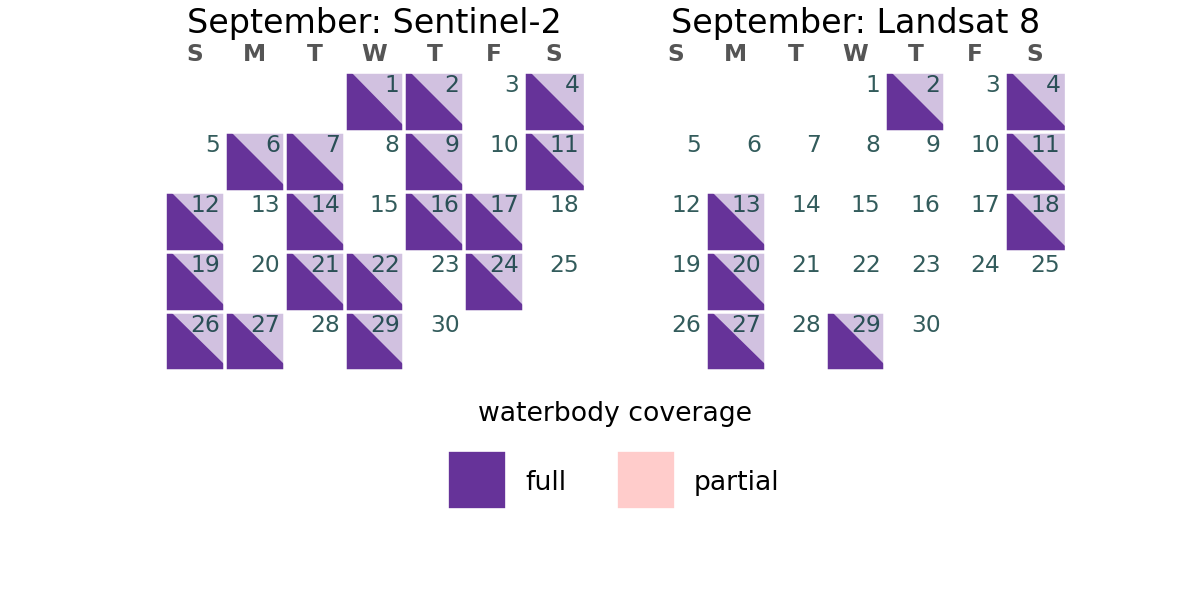 September: Sentinel-2
S M T W T F S
1 2 3 4
5 6 7 8 9 10 11
12 13 14 15 16 17 18
19 20 21 22 23 24 25
26 27 28 29 30
September: Landsat 8
S M T W T F S
1 2 3 4
5 6 7 8 9 10 11
12 13 14 15 16 17 18
19 20 21 22 23 24 25
26 27 28 29 30
waterbody coverage
full partial